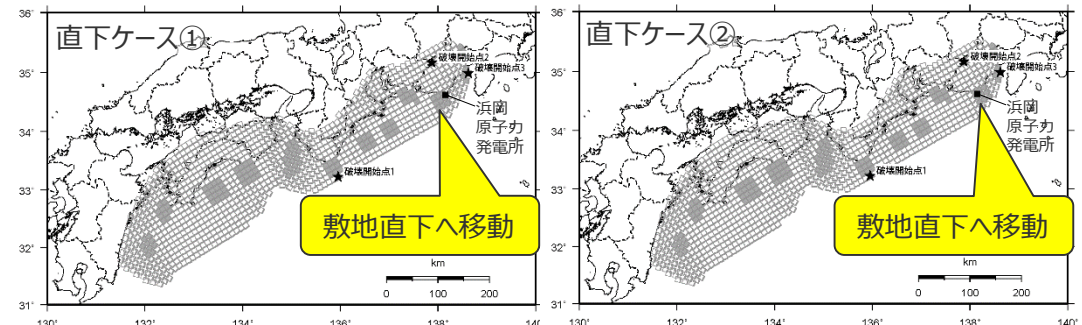 直下ケース①
36°
35°
34°
33°
32°
31°
130°
132°
134°
136°
138°
140°
破壊開始点2
破壊開始点3
浜岡
原子力
発電所
破壊開始点1
敷地直下へ移動
km
0 100 200
直下ケース②
36°
35°
34°
33°
32°
31°
130°
132°
134°
136°
138°
140°
破壊開始点2
破壊開始点3
浜岡
原子力
発電所
破壊開始点1
敷地直下へ移動
km
0 100 200